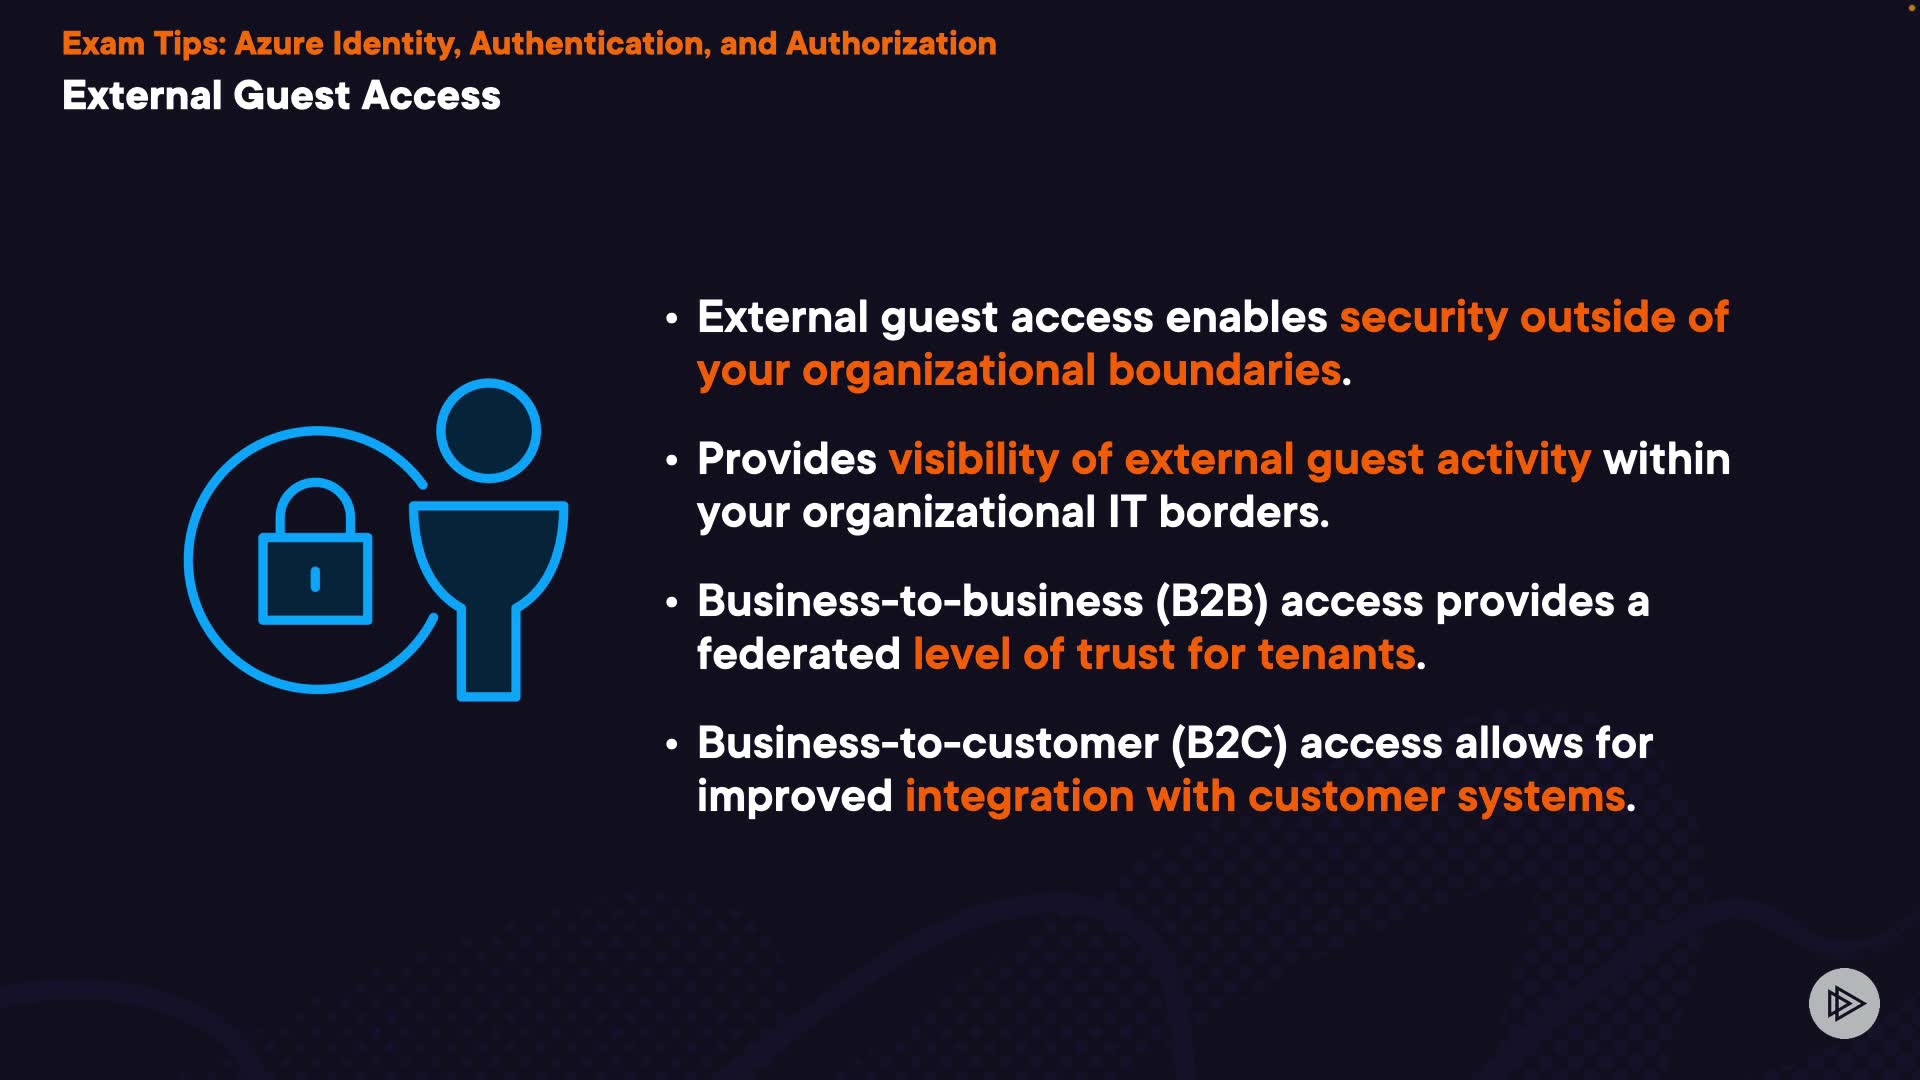 Exam Tips: Azure Identity, Authentication, and Authorization
External Guest Access
• External guest access enables security outside of
your organizational boundaries.
• Provides visibility of external guest activity within
your organizational IT borders.
• Business-to-business (B2B) access provides a
federated level of trust for tenants.
• Business-to-customer (B2C) access allows for
improved integration with customer systems.